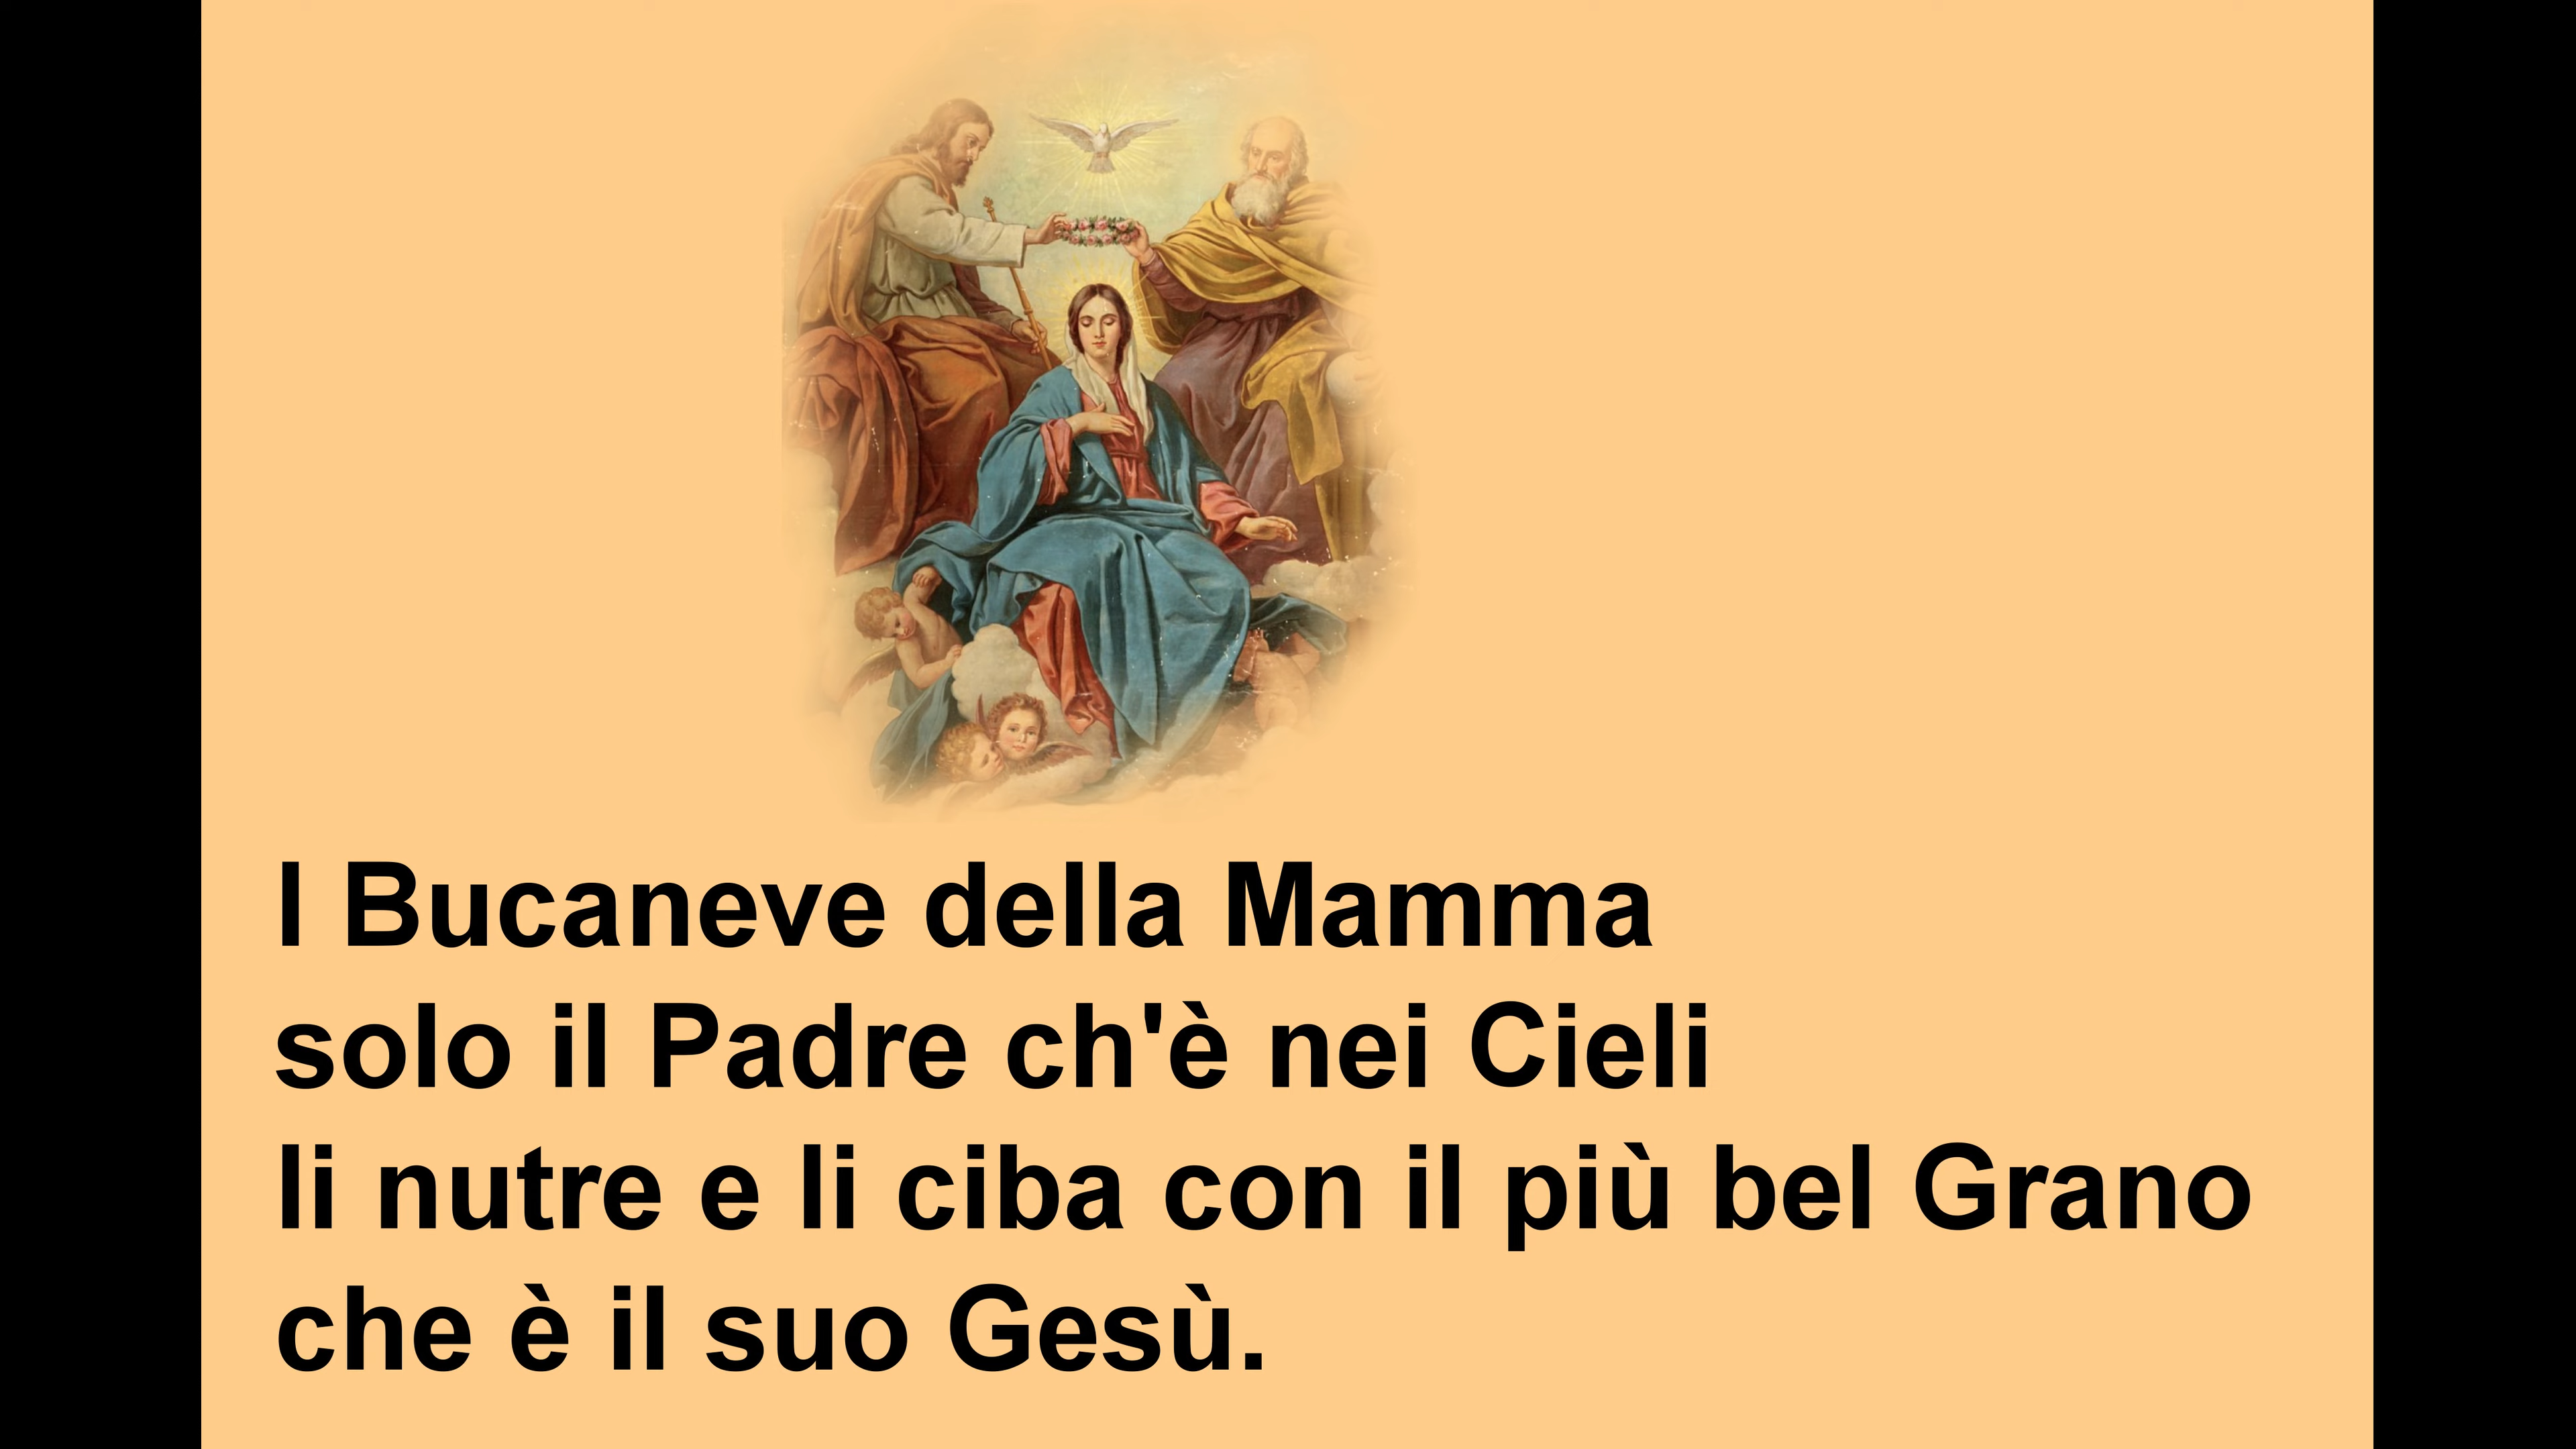 I Bucaneve della Mamma
solo il Padre ch'è nei Cieli
li nutre e li ciba con il più bel Grano
che è il suo Gesù.